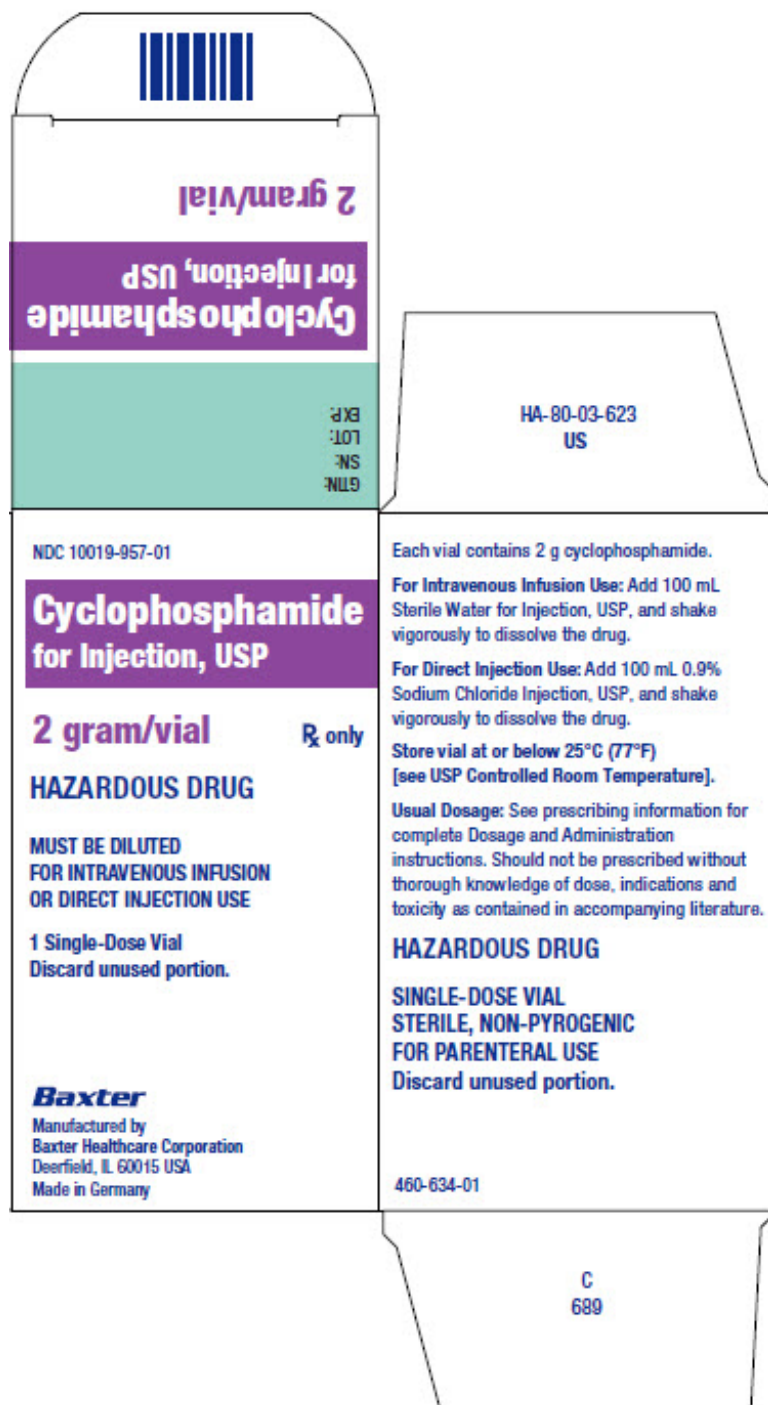 2 gram/vial
Cyclophosphamide
for Injection, USP
GTIN:
SN:
LOT:
EXP:
HA-80-03-623
US
NDC 10019-957-01
Cyclophosphamide
for Injection, USP
2 gram/vial
℞ only
HAZARDOUS DRUG
MUST BE DILUTED
FOR INTRAVENOUS INFUSION
OR DIRECT INJECTION USE
1 Single-Dose Vial
Discard unused portion.
Baxter
Manufactured by
Baxter Healthcare Corporation
Deerfield, IL 60015 USA
Made in Germany
Each vial contains 2 g cyclophosphamide.
For Intravenous Infusion Use: Add 100 mL
Sterile Water for Injection, USP, and shake
vigorously to dissolve the drug.
For Direct Injection Use: Add 100 mL 0.9%
Sodium Chloride Injection, USP, and shake
vigorously to dissolve the drug.
Store vial at or below 25°C (77°F)
[see USP Controlled Room Temperature].
Usual Dosage: See prescribing information for
complete Dosage and Administration
instructions. Should not be prescribed without
thorough knowledge of dose, indications and
toxicity as contained in accompanying literature.
HAZARDOUS DRUG
SINGLE-DOSE VIAL
STERILE, NON-PYROGENIC
FOR PARENTERAL USE
Discard unused portion.
460-634-01
C
689